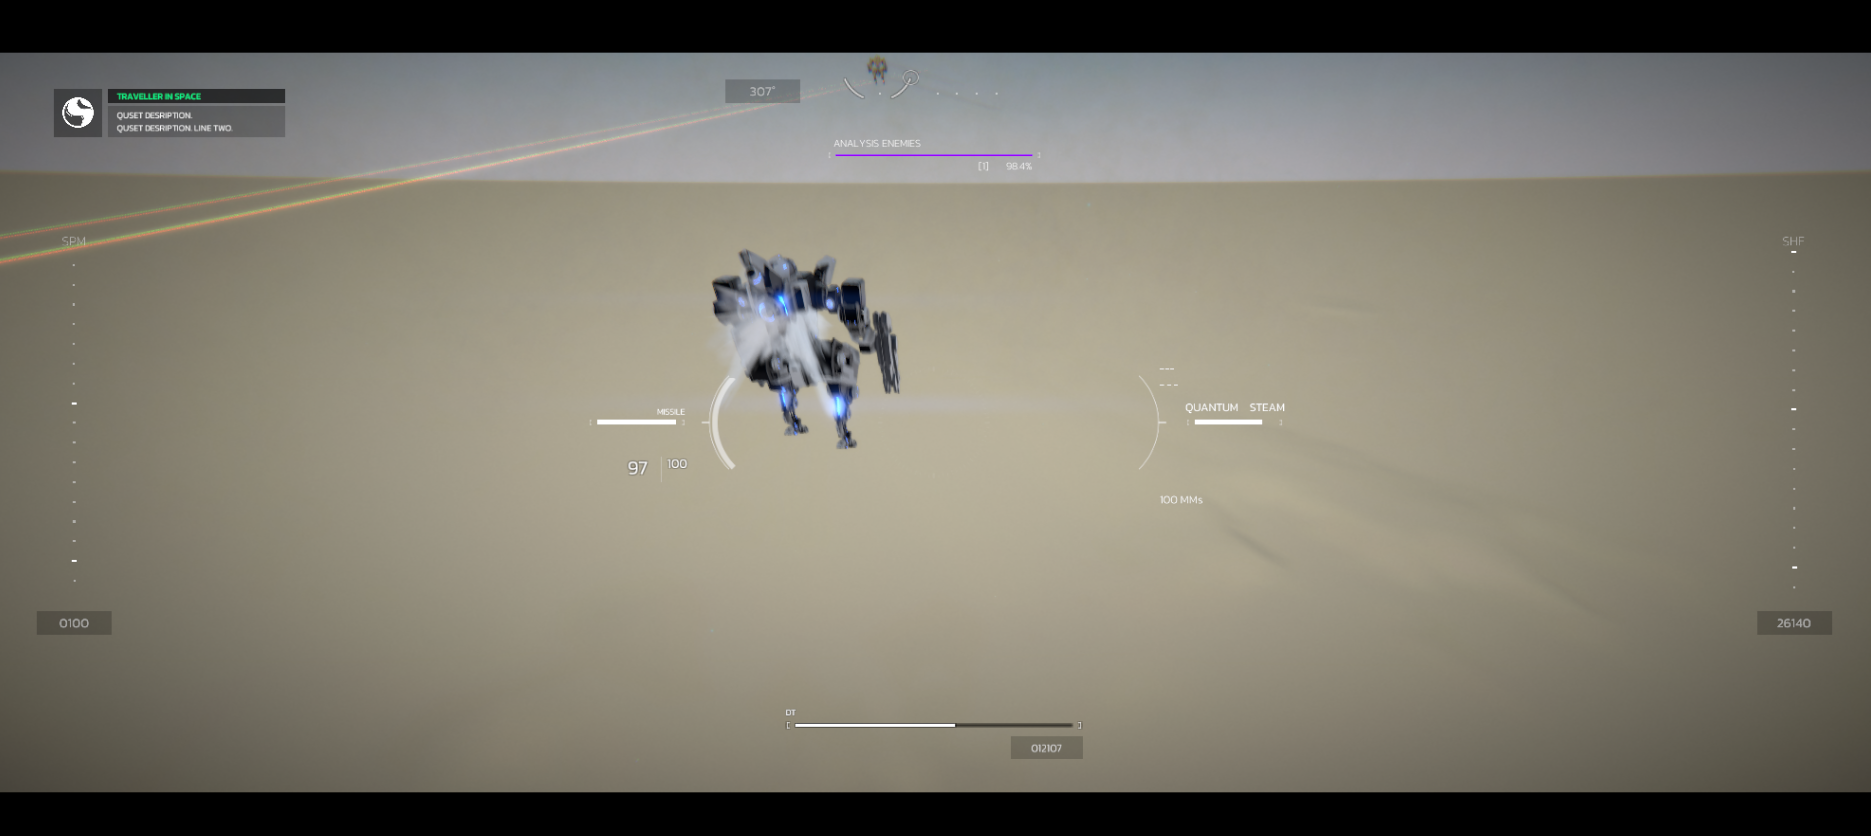 TRAVELLER IN SPACE
QUSET DESRIPTION.
QUSET DESRIPTION. LINE TWO.
307°
ANALYSIS ENEMIES
[1] 98.4%
SPM
SHF
---
---
MISSILE
QUANTUM STEAM
97 100
100 MMs
0100
26140
DT
012107